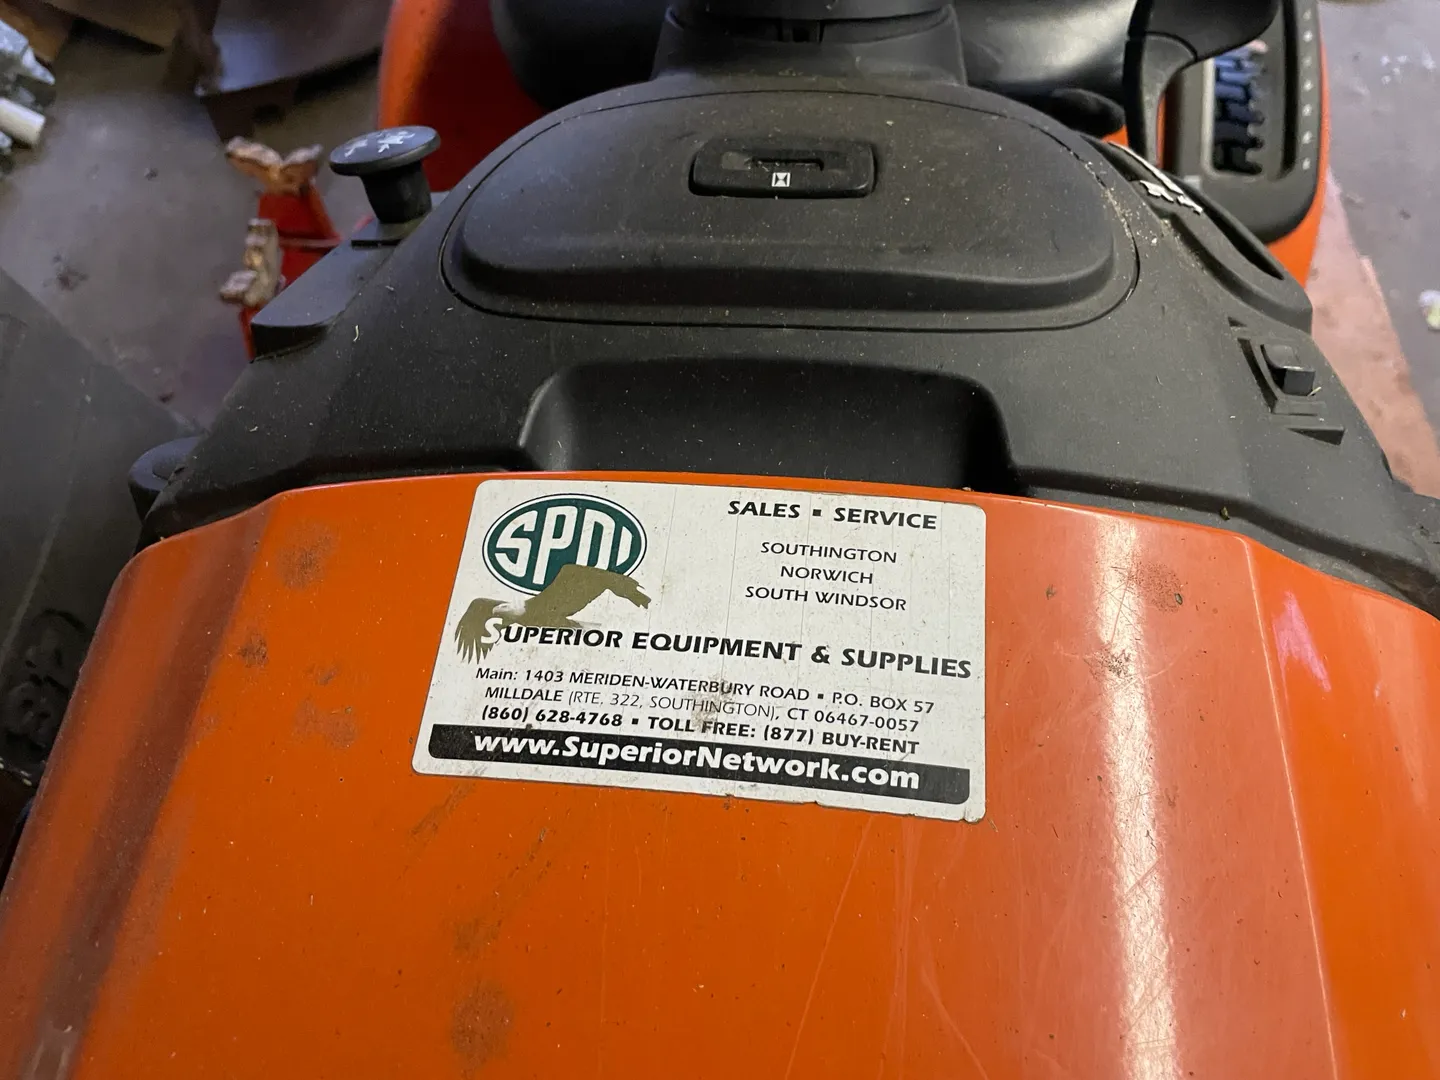 SPNI
SALES ▪ SERVICE
SOUTHINGTON
NORWICH
SOUTH WINDSOR
SUPERIOR EQUIPMENT & SUPPLIES
Main: 1403 MERIDEN-WATERBURY ROAD ▪ P.O. BOX 57
MILLDALE (RTE. 322, SOUTHINGTON), CT 06467-0057
(860) 628-4768 ▪ TOLL FREE: (877) BUY-RENT
www.SuperiorNetwork.com